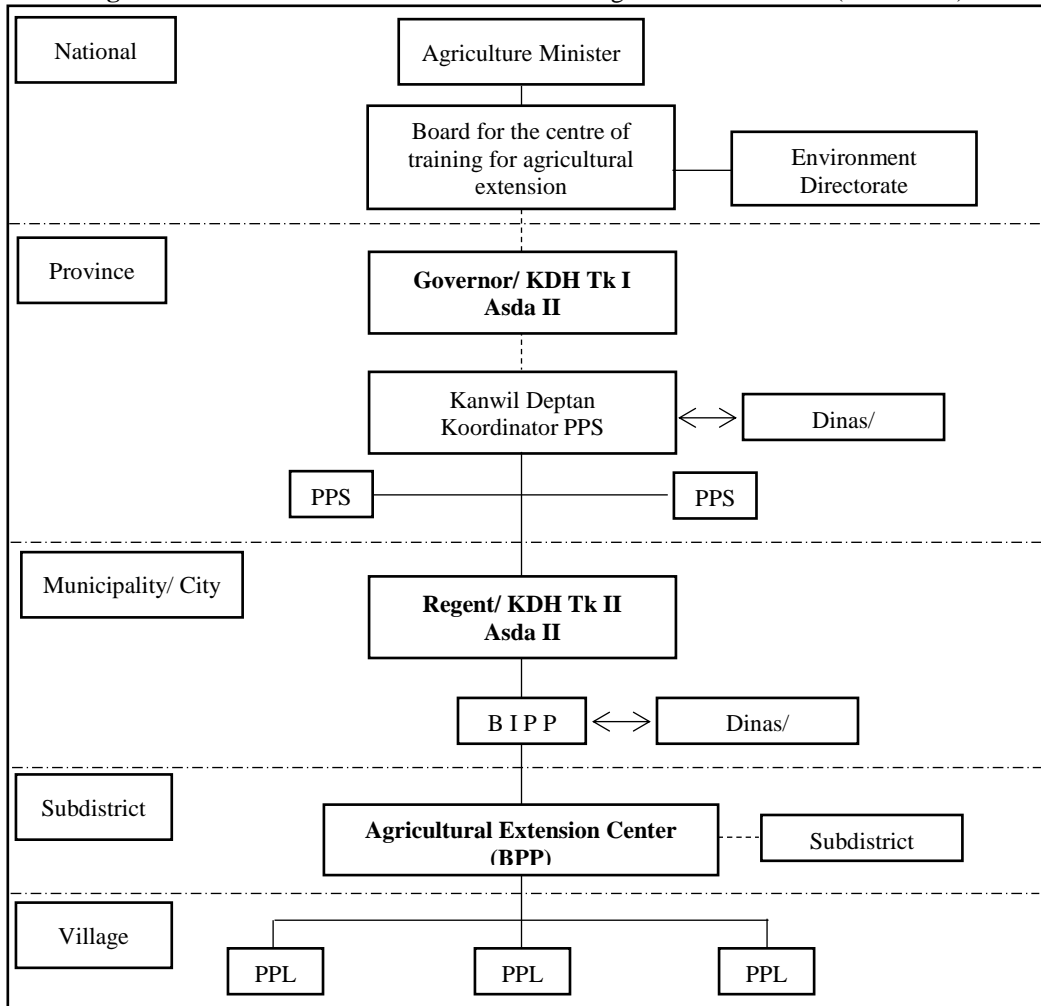 National
Agriculture Minister
Board for the centre of
training for agricultural
extension
Environment
Directorate
Province
Governor/ KDH Tk I
Asda II
Kanwil Deptan
Koordinator PPS
Dinas/
PPS
PPS
Municipality/ City
Regent/ KDH Tk II
Asda II
B I P P
Dinas/
Subdistrict
Agricultural Extension Center
(BPP)
Subdistrict
Village
PPL
PPL
PPL